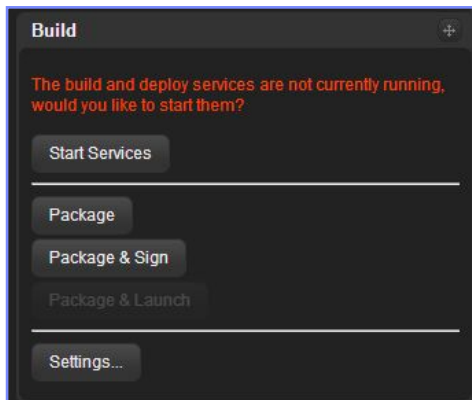 Build
The build and deploy services are not currently running,
would you like to start them?
Start Services
Package
Package & Sign
Package & Launch
Settings...